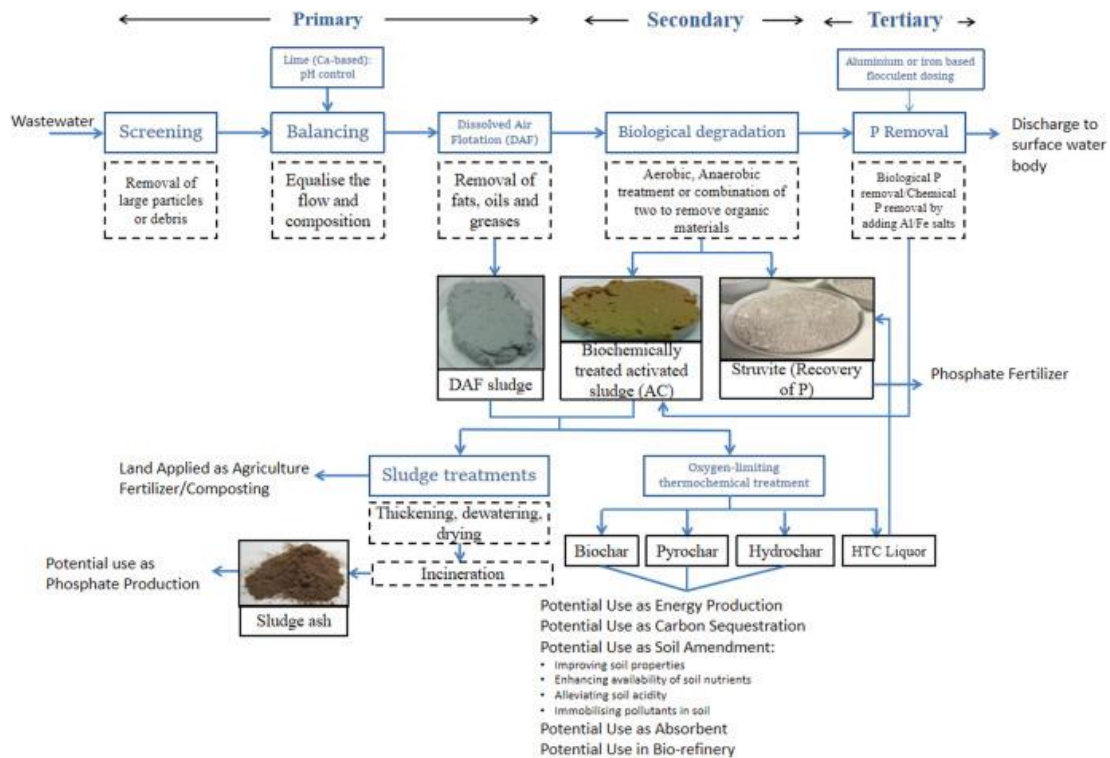 Primary
Secondary
Tertiary
Lime (Ca-based):
pH control
Aluminium or iron based
flocculent dosing
Wastewater
Screening
Balancing
Dissolved Air
Flotation (DAF)
Biological degradation
P Removal
Discharge to
surface water
body
Removal of
large particles
or debris
Equalise the
flow and
composition
Removal of
fats, oils and
greases
Aerobic, Anaerobic
treatment or combination of
two to remove organic
materials
Biological P
removal/Chemical
P removal by
adding Al/Fe salts
DAF sludge
Biochemically
treated activated
sludge (AC)
Struvite (Recovery
of P)
Phosphate Fertilizer
Land Applied as Agriculture
Fertilizer/Composting
Sludge treatments
Oxygen-limiting
thermochemical treatment
Thickening, dewatering,
drying
Biochar
Pyrochar
Hydrochar
HTC Liquor
Potential use as
Phosphate Production
Incineration
Sludge ash
Potential Use as Energy Production
Potential Use as Carbon Sequestration
Potential Use as Soil Amendment:
• Improving soil properties
• Enhancing availability of soil nutrients
• Alleviating soil acidity
• Immobilising pollutants in soil
Potential Use as Absorbent
Potential Use in Bio-refinery